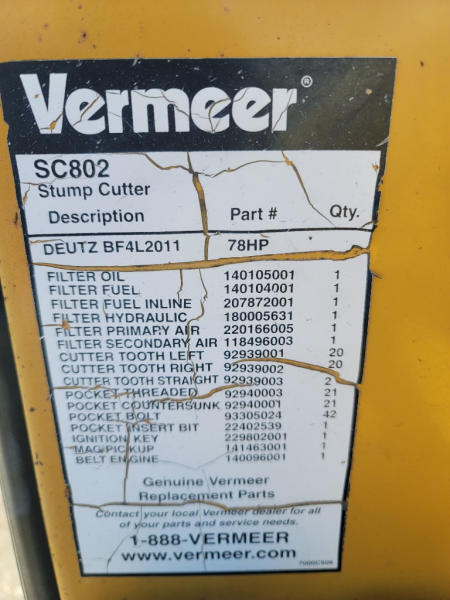 Vermeer®
SC802
Stump Cutter
Description Part # Qty.
DEUTZ BF4L2011 78HP
FILTER OIL 140105001 1
FILTER FUEL 140104001 1
FILTER FUEL INLINE 207872001 1
FILTER HYDRAULIC 180005631 1
FILTER PRIMARY AIR 220166005 1
FILTER SECONDARY AIR 118496003 1
CUTTER TOOTH LEFT 92939001 20
CUTTER TOOTH RIGHT 92939002 20
CUTTER TOOTH STRAIGHT 92939003 2
POCKET THREADED 92940003 21
POCKET COUNTERSUNK 92940001 21
POCKET BOLT 93305024 42
POCKET INSERT BIT 22402539 1
IGNITION KEY 229802001 1
MAG PICKUP 141463001 1
BELT ENGINE 140096001 1
Genuine Vermeer
Replacement Parts
Contact your local Vermeer dealer for all
of your parts and service needs.
1-888-VERMEER
www.vermeer.com